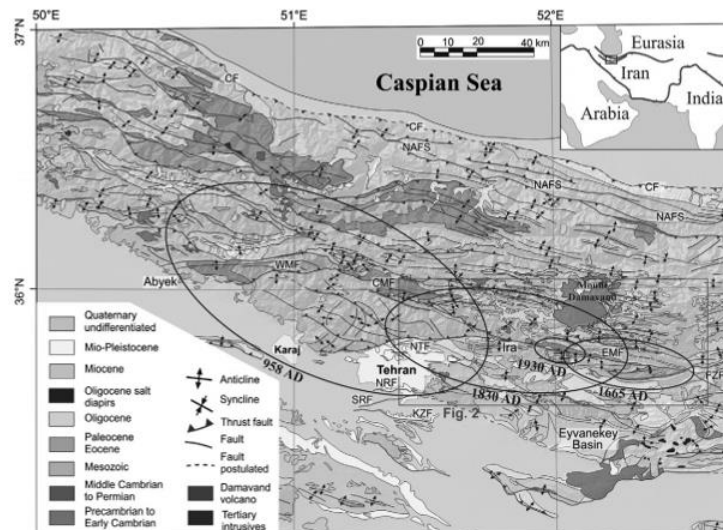 50°E
51°E
52°E
37°N
0 10 20 40 km
Eurasia
Iran
India
Arabia
Caspian Sea
CF
CF
NAFS
NAFS
CF
NAFS
36°N
Abyek
WMF
CMF
Mount
Damavand
Karaj
958 AD
Tehran
NTF
NRF
SRF
KZF
Ira
1930 AD
EMF
1830 AD
1665 AD
Fig. 2
FZF
Eyvanekey
Basin
Quaternary
undifferentiated
Mio-Pleistocene
Miocene
Oligocene salt
diapirs
Oligocene
Paleocene
Eocene
Mesozoic
Middle Cambrian
to Permian
Precambrian to
Early Cambrian
Anticline
Syncline
Thrust fault
Fault
Fault
postulated
Damavand
volcano
Tertiary
intrusives